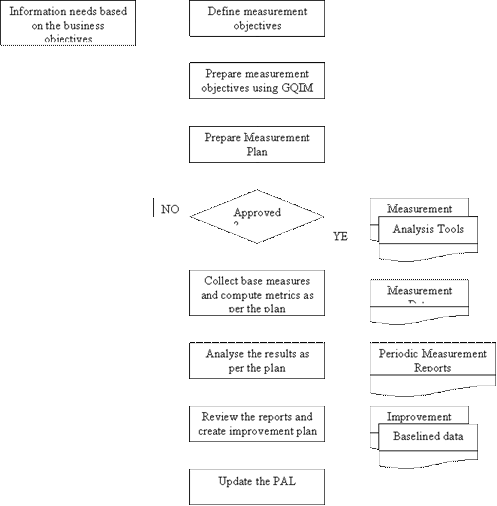 Information needs based
on the business
objectives
Define measurement
objectives
Prepare measurement
objectives using GQIM
Prepare Measurement
Plan
NO
Approved
?
YE
Measurement
Analysis Tools
Collect base measures
and compute metrics as
per the plan
Measurement
Analyse the results as
per the plan
Periodic Measurement
Reports
Review the reports and
create improvement plan
Improvement
Baselined data
Update the PAL